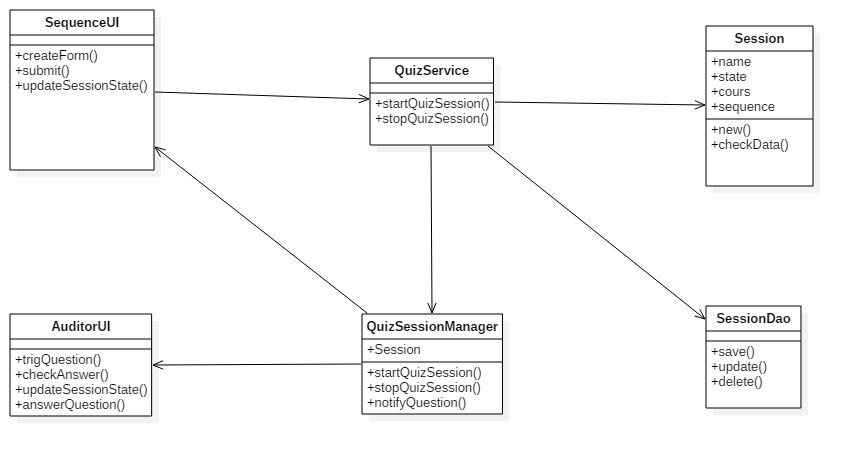 SequenceUI
+createForm()
+submit()
+updateSessionState()
QuizService
+startQuizSession()
+stopQuizSession()
Session
+name
+state
+cours
+sequence
+new()
+checkData()
AuditorUI
+trigQuestion()
+checkAnswer()
+updateSessionState()
+answerQuestion()
QuizSessionManager
+Session
+startQuizSession()
+stopQuizSession()
+notifyQuestion()
SessionDao
+save()
+update()
+delete()